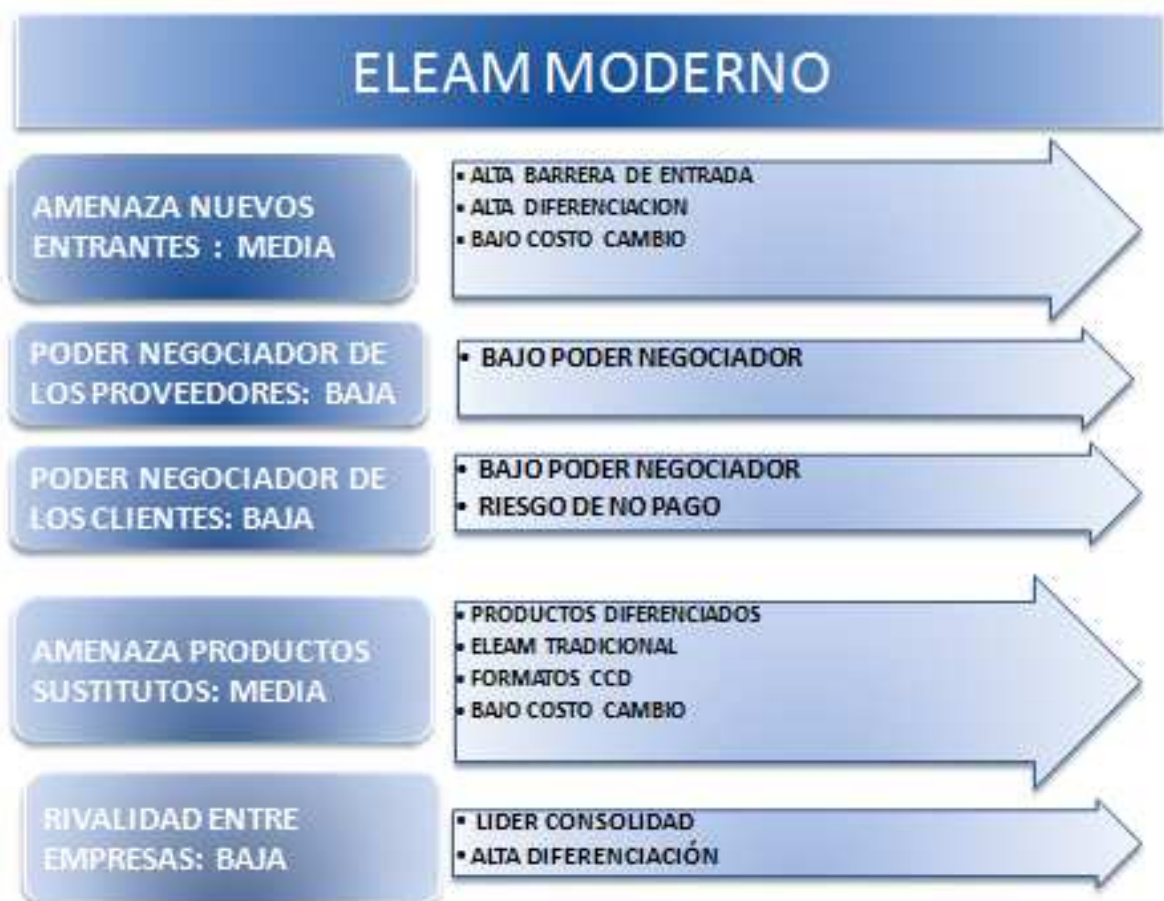 ELEAM MODERNO
AMENAZA NUEVOS
ENTRANTES : MEDIA
▪ ALTA BARRERA DE ENTRADA
▪ ALTA DIFERENCIACION
▪ BAJO COSTO CAMBIO
PODER NEGOCIADOR DE
LOS PROVEEDORES: BAJA
• BAJO PODER NEGOCIADOR
PODER NEGOCIADOR DE
LOS CLIENTES: BAJA
• BAJO PODER NEGOCIADOR
• RIESGO DE NO PAGO
AMENAZA PRODUCTOS
SUSTITUTOS: MEDIA
▪ PRODUCTOS DIFERENCIADOS
▪ ELEAM TRADICIONAL
▪ FORMATOS CCD
▪ BAJO COSTO CAMBIO
RIVALIDAD ENTRE
EMPRESAS: BAJA
• LIDER CONSOLIDAD
• ALTA DIFERENCIACIÓN